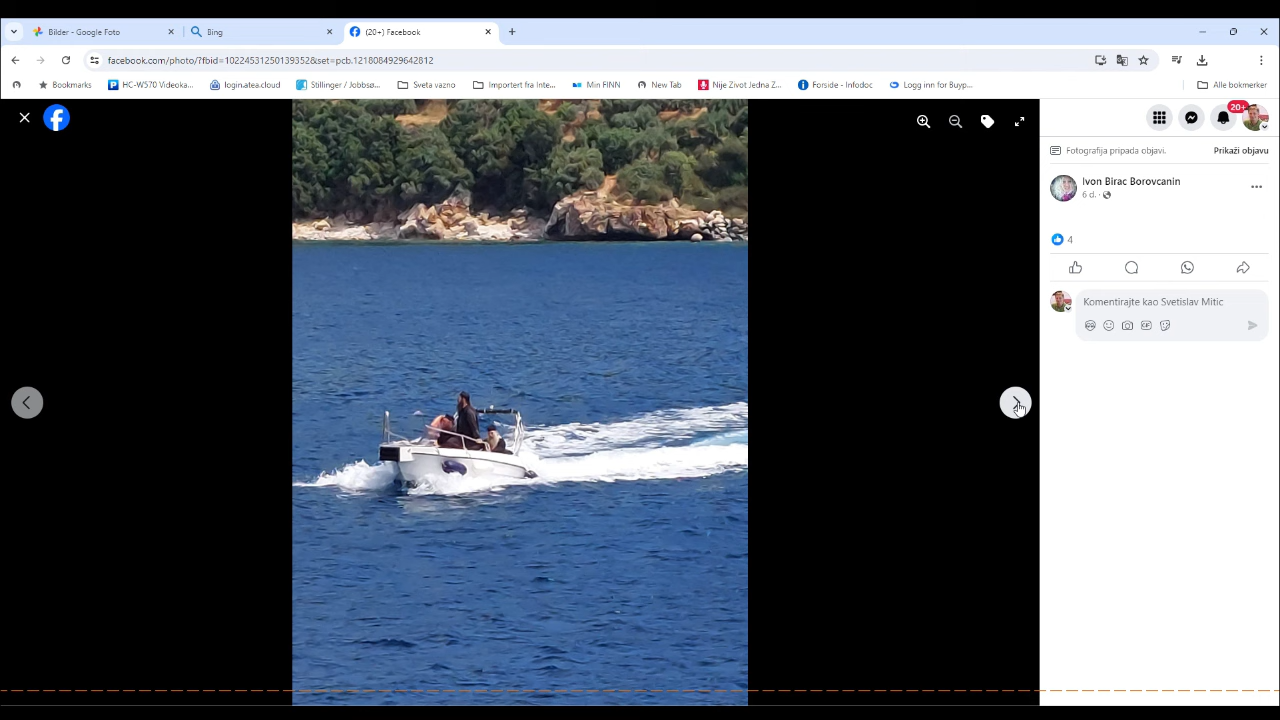 Bilder - Google Foto
Bing
(20+) Facebook
facebook.com/photo/?fbid=10224531250139352&set=pcb.1218084929642812
Bookmarks
HC-W570 Videoka...
login.atea.cloud
Stillinger / Jobbsø...
Sveta vazno
Importert fra Inte...
Min FINN
New Tab
Nije Zivot Jedna Z...
Forside - Infodoc
Logg inn for Buyp...
Alle bokmerker
20+
Fotografija pripada objavi.
Prikaži objavu
Ivon Birac Borovcanin
6 d. ·
4
Komentirajte kao Svetislav Mitic
GIF